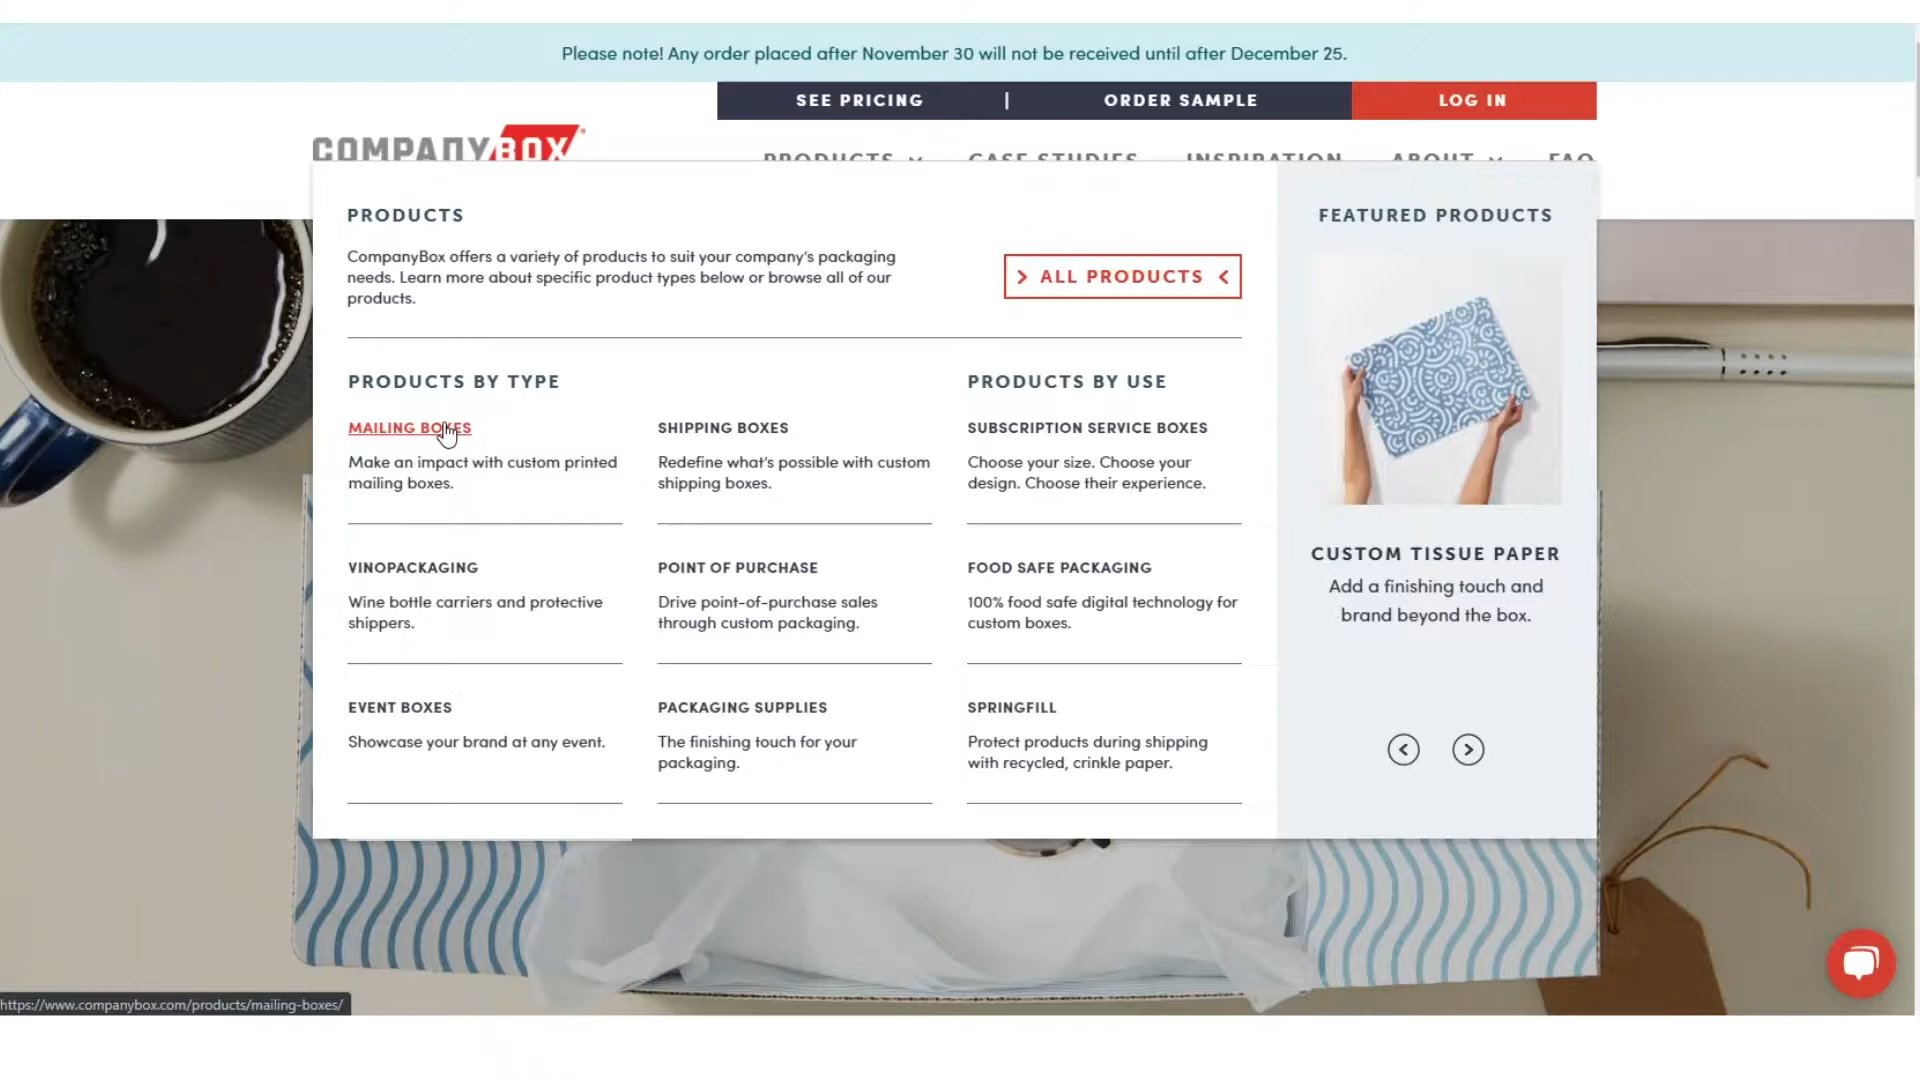 Please note! Any order placed after November 30 will not be received until after December 25.
SEE PRICING | ORDER SAMPLE LOG IN
COMPANYBOX
PRODUCTS CASE STUDIES INSPIRATION ABOUT FAQ
PRODUCTS
CompanyBox offers a variety of products to suit your company's packaging
needs. Learn more about specific product types below or browse all of our
products.
> ALL PRODUCTS <
PRODUCTS BY TYPE
MAILING BOXES
Make an impact with custom printed
mailing boxes.
SHIPPING BOXES
Redefine what's possible with custom
shipping boxes.
VINOPACKAGING
Wine bottle carriers and protective
shippers.
POINT OF PURCHASE
Drive point-of-purchase sales
through custom packaging.
EVENT BOXES
Showcase your brand at any event.
PACKAGING SUPPLIES
The finishing touch for your
packaging.
PRODUCTS BY USE
SUBSCRIPTION SERVICE BOXES
Choose your size. Choose your
design. Choose their experience.
FOOD SAFE PACKAGING
100% food safe digital technology for
custom boxes.
SPRINGFILL
Protect products during shipping
with recycled, crinkle paper.
FEATURED PRODUCTS
CUSTOM TISSUE PAPER
Add a finishing touch and
brand beyond the box.
https://www.companybox.com/products/mailing-boxes/